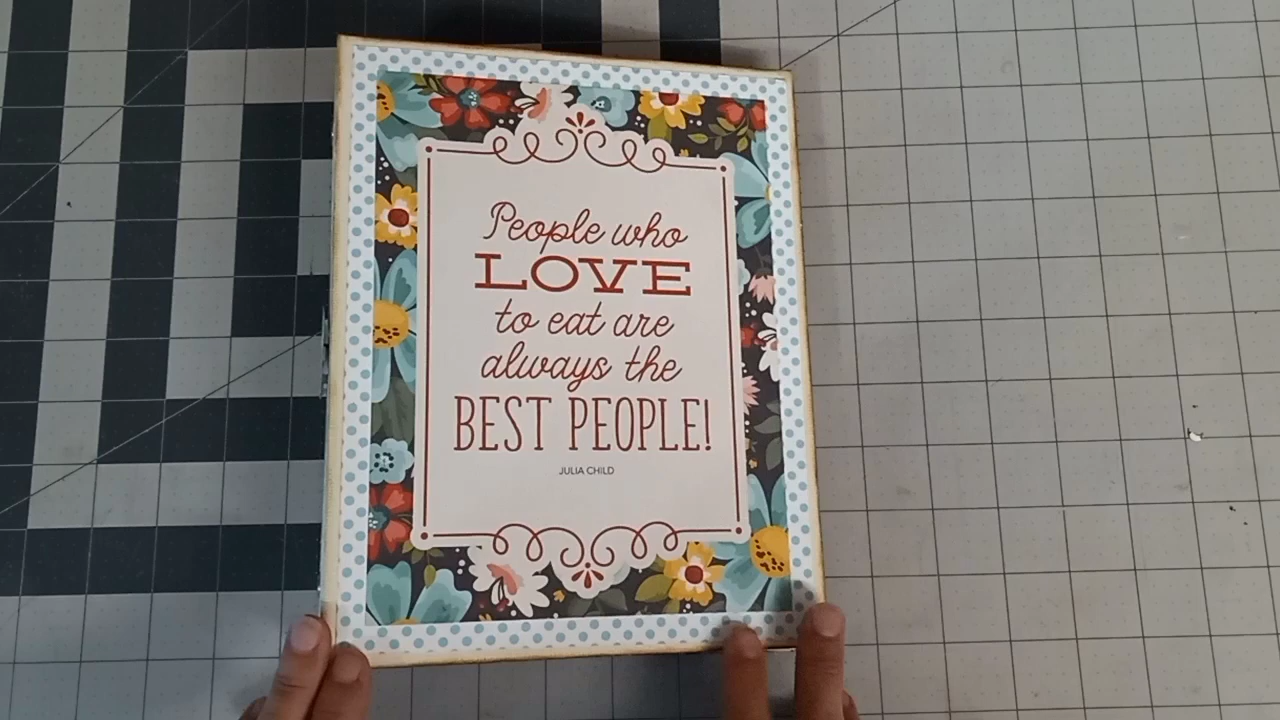 People who
LOVE
to eat are
always the
BEST PEOPLE!
JULIA CHILD